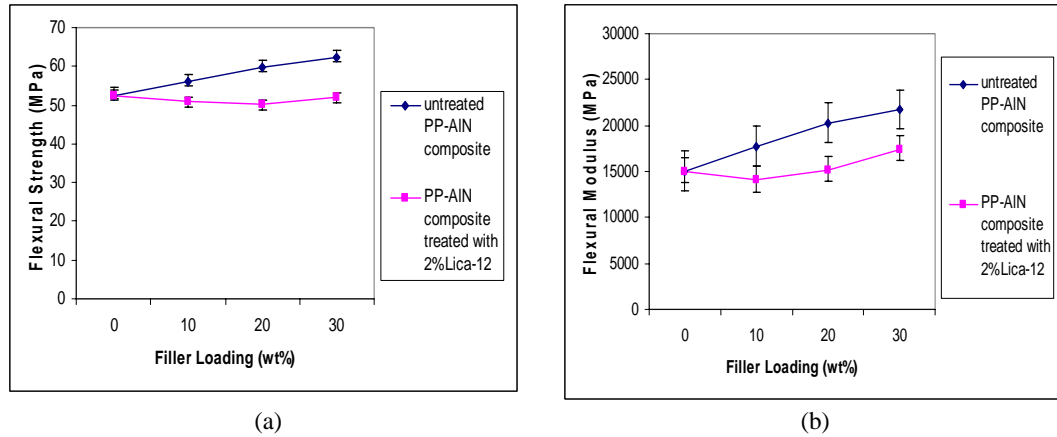 70
60
50
40
30
20
10
0
0 10 20 30
Flexural Strength (MPa)
Filler Loading (wt%)
untreated
PP-AlN
composite
PP-AlN
composite
treated with
2%Lica-12
(a)
30000
25000
20000
15000
10000
5000
0
0 10 20 30
Flexural Modulus (MPa)
Filler Loading (wt%)
untreated
PP-AlN
composite
PP-AlN
composite
treated with
2%Lica-12
(b)